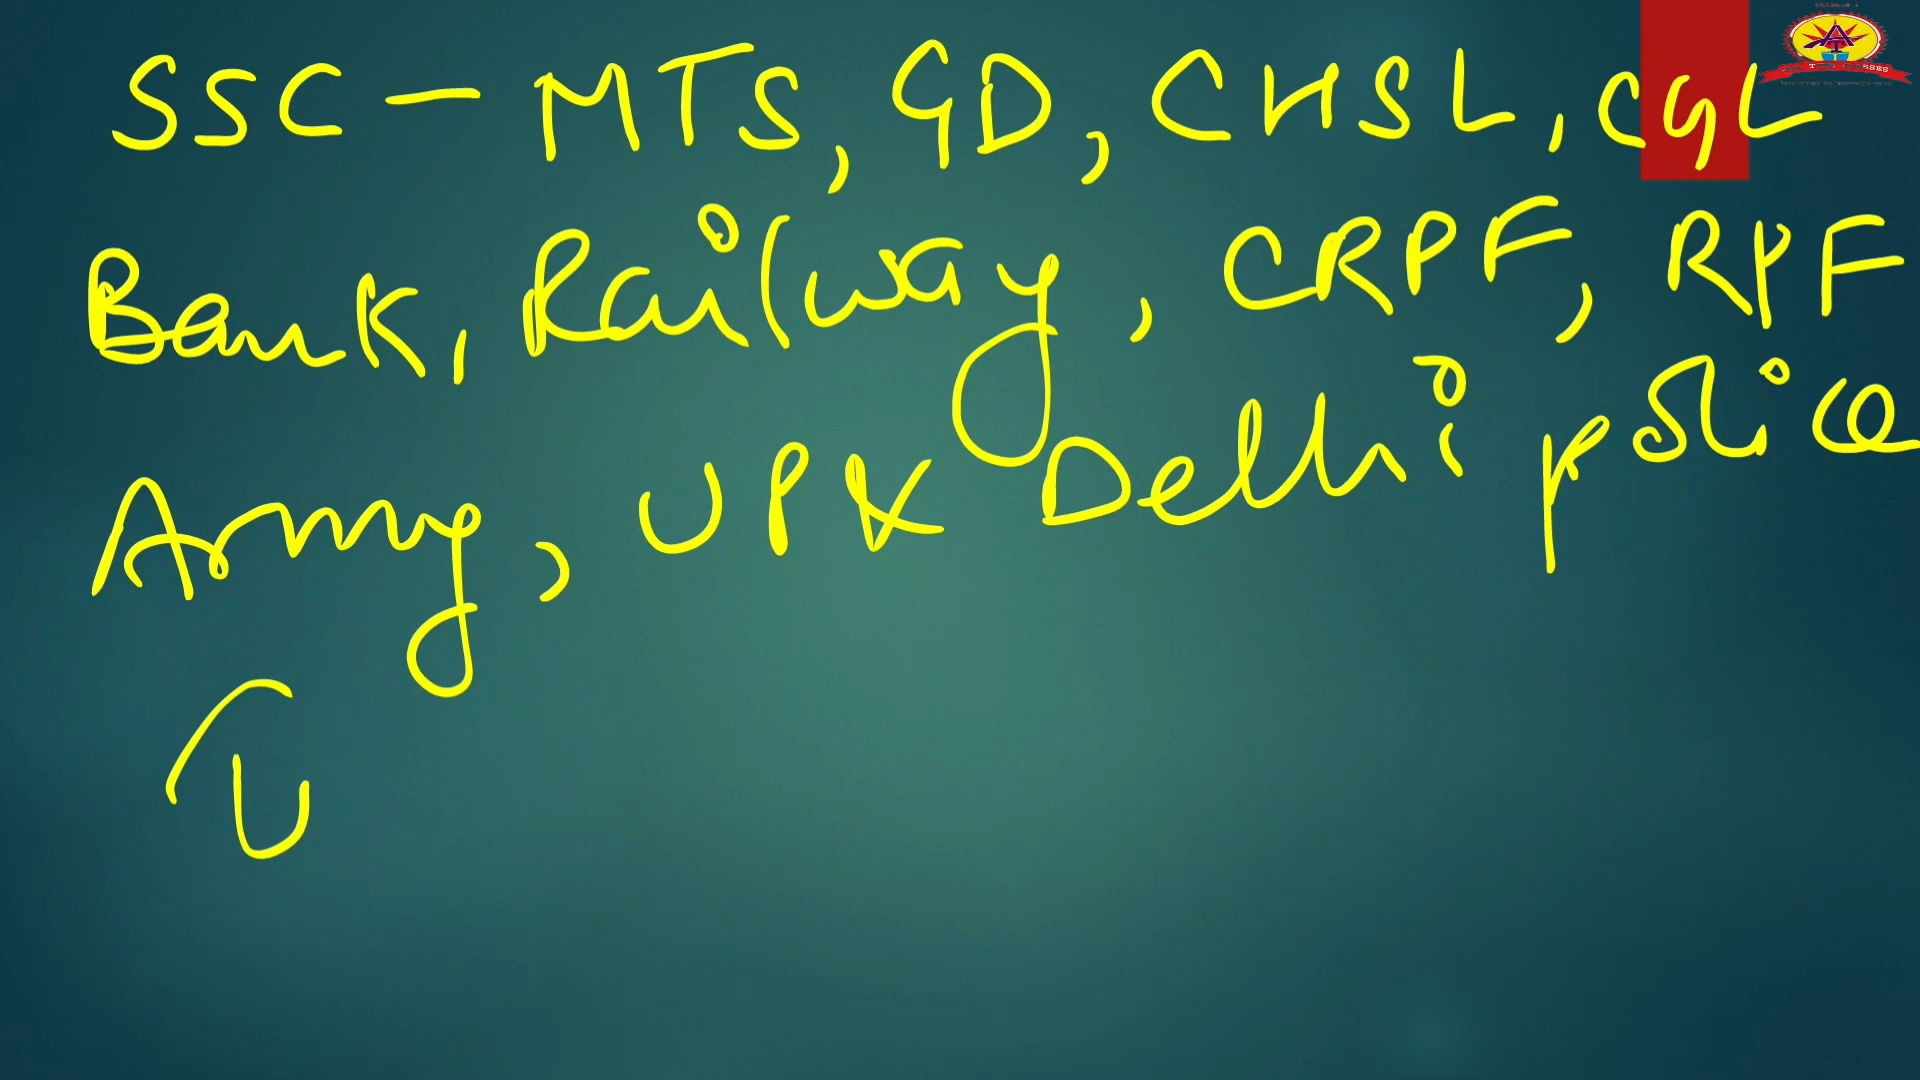 SSC - MTS, GD, CHSL, CGL
Bank, Railway, CRPF, RPF
Army, UPK Delhi police